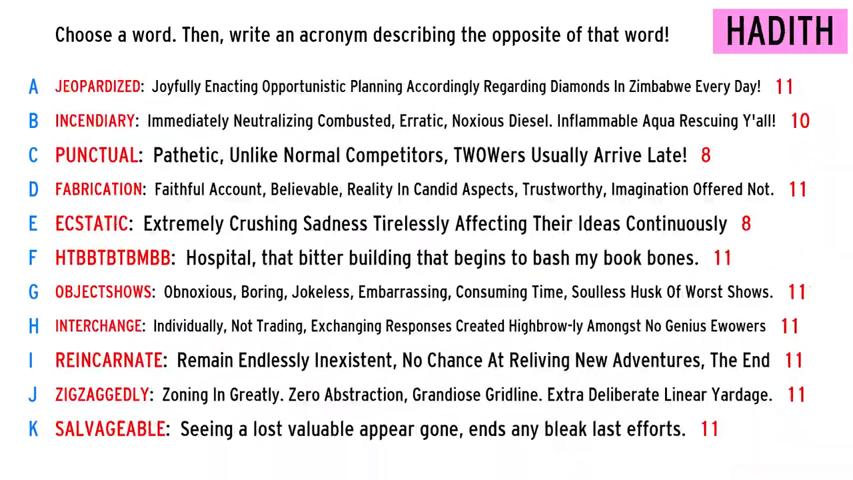 Choose a word. Then, write an acronym describing the opposite of that word!
HADITH
A JEOPARDIZED: Joyfully Enacting Opportunistic Planning Accordingly Regarding Diamonds In Zimbabwe Every Day! 11
B INCENDIARY: Immediately Neutralizing Combusted, Erratic, Noxious Diesel. Inflammable Aqua Rescuing Y'all! 10
C PUNCTUAL: Pathetic, Unlike Normal Competitors, TWOWers Usually Arrive Late! 8
D FABRICATION: Faithful Account, Believable, Reality In Candid Aspects, Trustworthy, Imagination Offered Not. 11
E ECSTATIC: Extremely Crushing Sadness Tirelessly Affecting Their Ideas Continuously 8
F HTBBTBTBMBB: Hospital, that bitter building that begins to bash my book bones. 11
G OBJECTSHOWS: Obnoxious, Boring, Jokeless, Embarrassing, Consuming Time, Soulless Husk Of Worst Shows. 11
H INTERCHANGE: Individually, Not Trading, Exchanging Responses Created Highbrow-ly Amongst No Genius Ewowers 11
I REINCARNATE: Remain Endlessly Inexistent, No Chance At Reliving New Adventures, The End 11
J ZIGZAGGEDLY: Zoning In Greatly. Zero Abstraction, Grandiose Gridline. Extra Deliberate Linear Yardage. 11
K SALVAGEABLE: Seeing a lost valuable appear gone, ends any bleak last efforts. 11